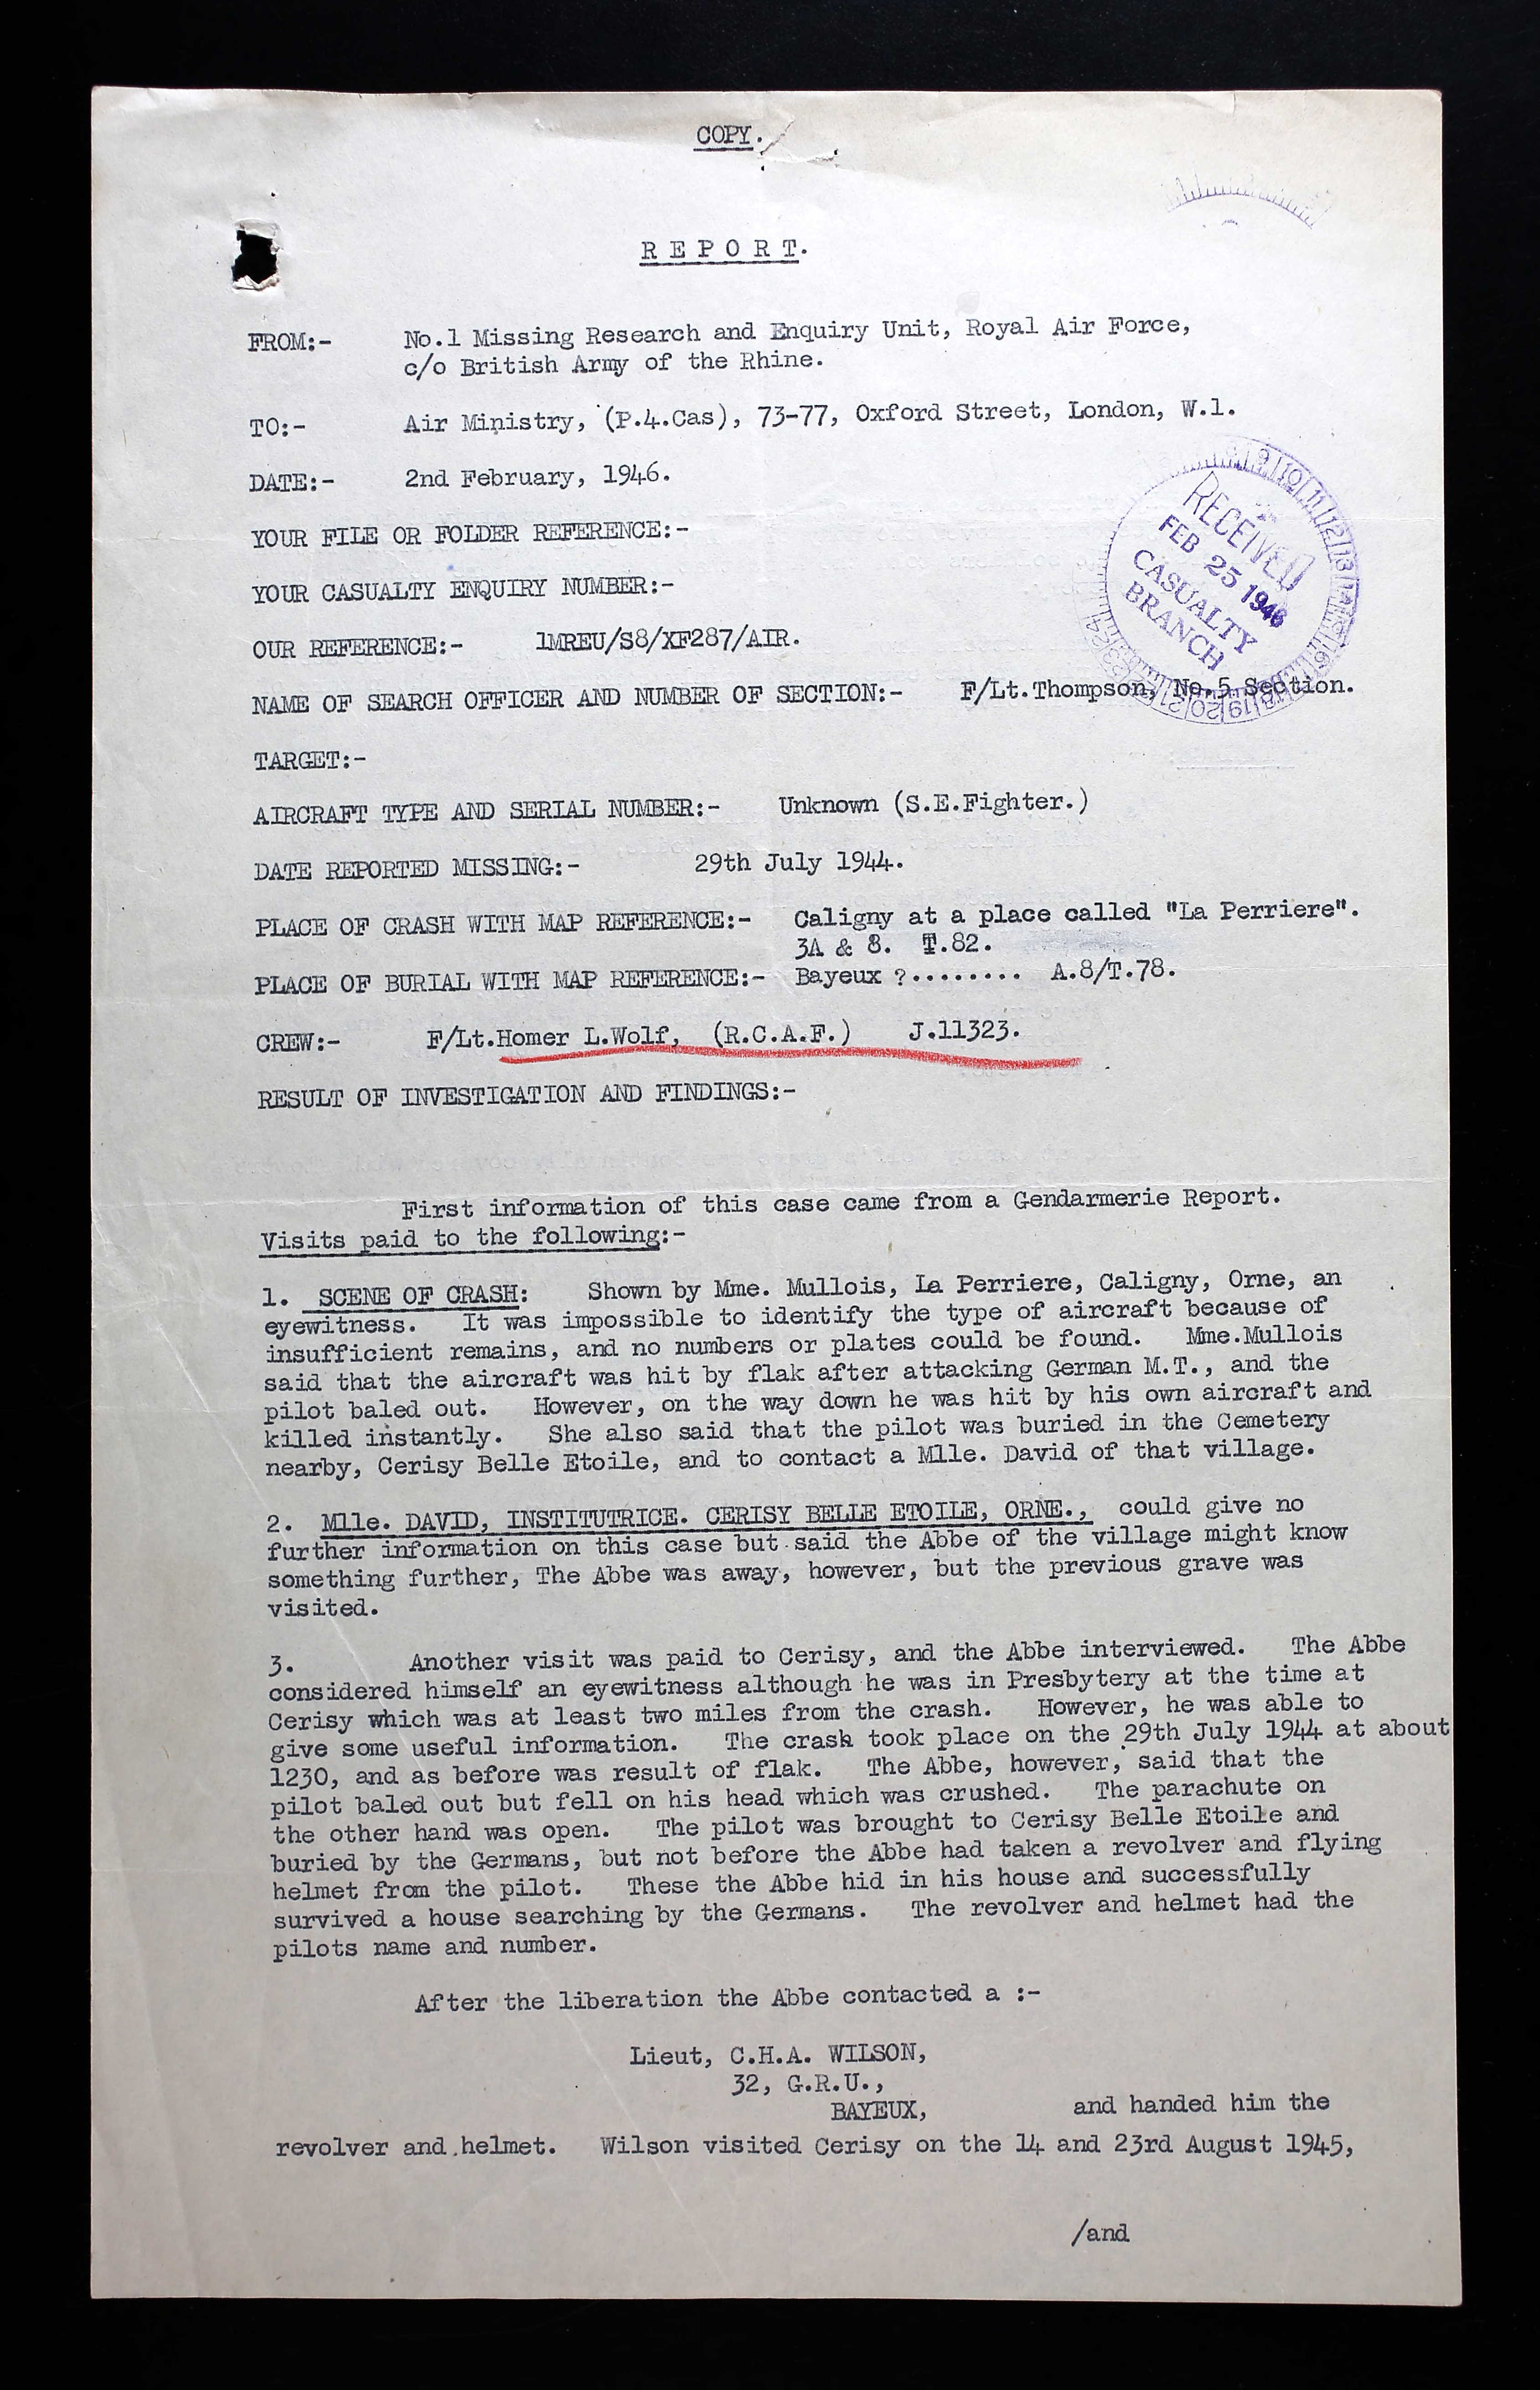 COPY.
REPORT.
FROM:- No.1 Missing Research and Enquiry Unit, Royal Air Force,
c/o British Army of the Rhine.
TO:- Air Ministry, (P.4.Cas), 73-77, Oxford Street, London, W.1.
DATE:- 2nd February, 1946.
YOUR FILE OR FOLDER REFERENCE:-
YOUR CASUALTY ENQUIRY NUMBER:-
RECEIVED
FEB 25 1946
CASUALTY
BRANCH
OUR REFERENCE:- 1MREU/S8/XF287/AIR.
NAME OF SEARCH OFFICER AND NUMBER OF SECTION:- F/Lt.Thompson, No.5 Section.
TARGET:-
AIRCRAFT TYPE AND SERIAL NUMBER:- Unknown (S.E.Fighter.)
DATE REPORTED MISSING:- 29th July 1944.
PLACE OF CRASH WITH MAP REFERENCE:- Caligny at a place called "La Perriere".
3A & 8. T.82.
PLACE OF BURIAL WITH MAP REFERENCE:- Bayeux ?........ A.8/T.78.
CREW:- F/Lt.Homer L.Wolf, (R.C.A.F.) J.11323.
RESULT OF INVESTIGATION AND FINDINGS:-
First information of this case came from a Gendarmerie Report.
Visits paid to the following:-
1. SCENE OF CRASH: Shown by Mme. Mullois, La Perriere, Caligny, Orne, an
eyewitness. It was impossible to identify the type of aircraft because of
insufficient remains, and no numbers or plates could be found. Mme.Mullois
said that the aircraft was hit by flak after attacking German M.T., and the
pilot baled out. However, on the way down he was hit by his own aircraft and
killed instantly. She also said that the pilot was buried in the Cemetery
nearby, Cerisy Belle Etoile, and to contact a Mlle. David of that village.
2. Mlle. DAVID, INSTITUTRICE. CERISY BELLE ETOILE, ORNE., could give no
further information on this case but said the Abbe of the village might know
something further, The Abbe was away, however, but the previous grave was
visited.
3. Another visit was paid to Cerisy, and the Abbe interviewed. The Abbe
considered himself an eyewitness although he was in Presbytery at the time at
Cerisy which was at least two miles from the crash. However, he was able to
give some useful information. The crash took place on the 29th July 1944 at about
1230, and as before was result of flak. The Abbe, however, said that the
pilot baled out but fell on his head which was crushed. The parachute on
the other hand was open. The pilot was brought to Cerisy Belle Etoile and
buried by the Germans, but not before the Abbe had taken a revolver and flying
helmet from the pilot. These the Abbe hid in his house and successfully
survived a house searching by the Germans. The revolver and helmet had the
pilots name and number.
After the liberation the Abbe contacted a :-
Lieut, C.H.A. WILSON,
32, G.R.U.,
BAYEUX, and handed him the
revolver and helmet. Wilson visited Cerisy on the 14 and 23rd August 1945,
/and